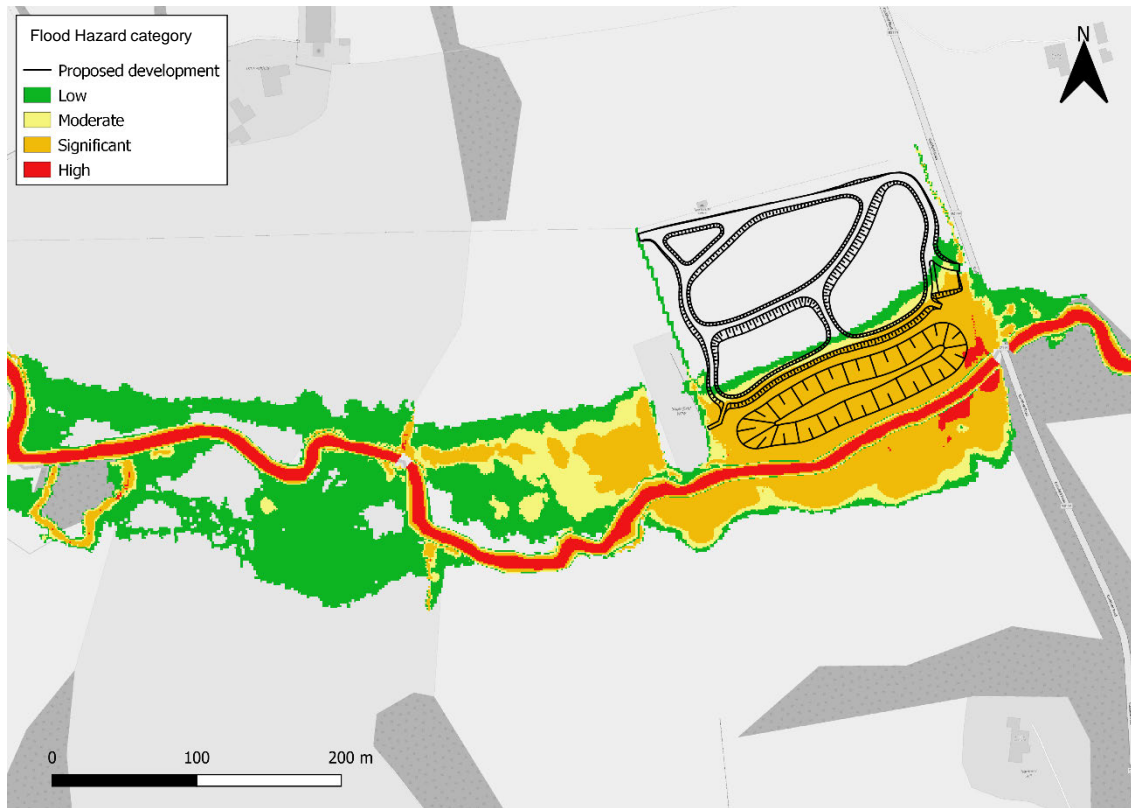 Flood Hazard category
Proposed development
Low
Moderate
Significant
High
N
0 100 200 m